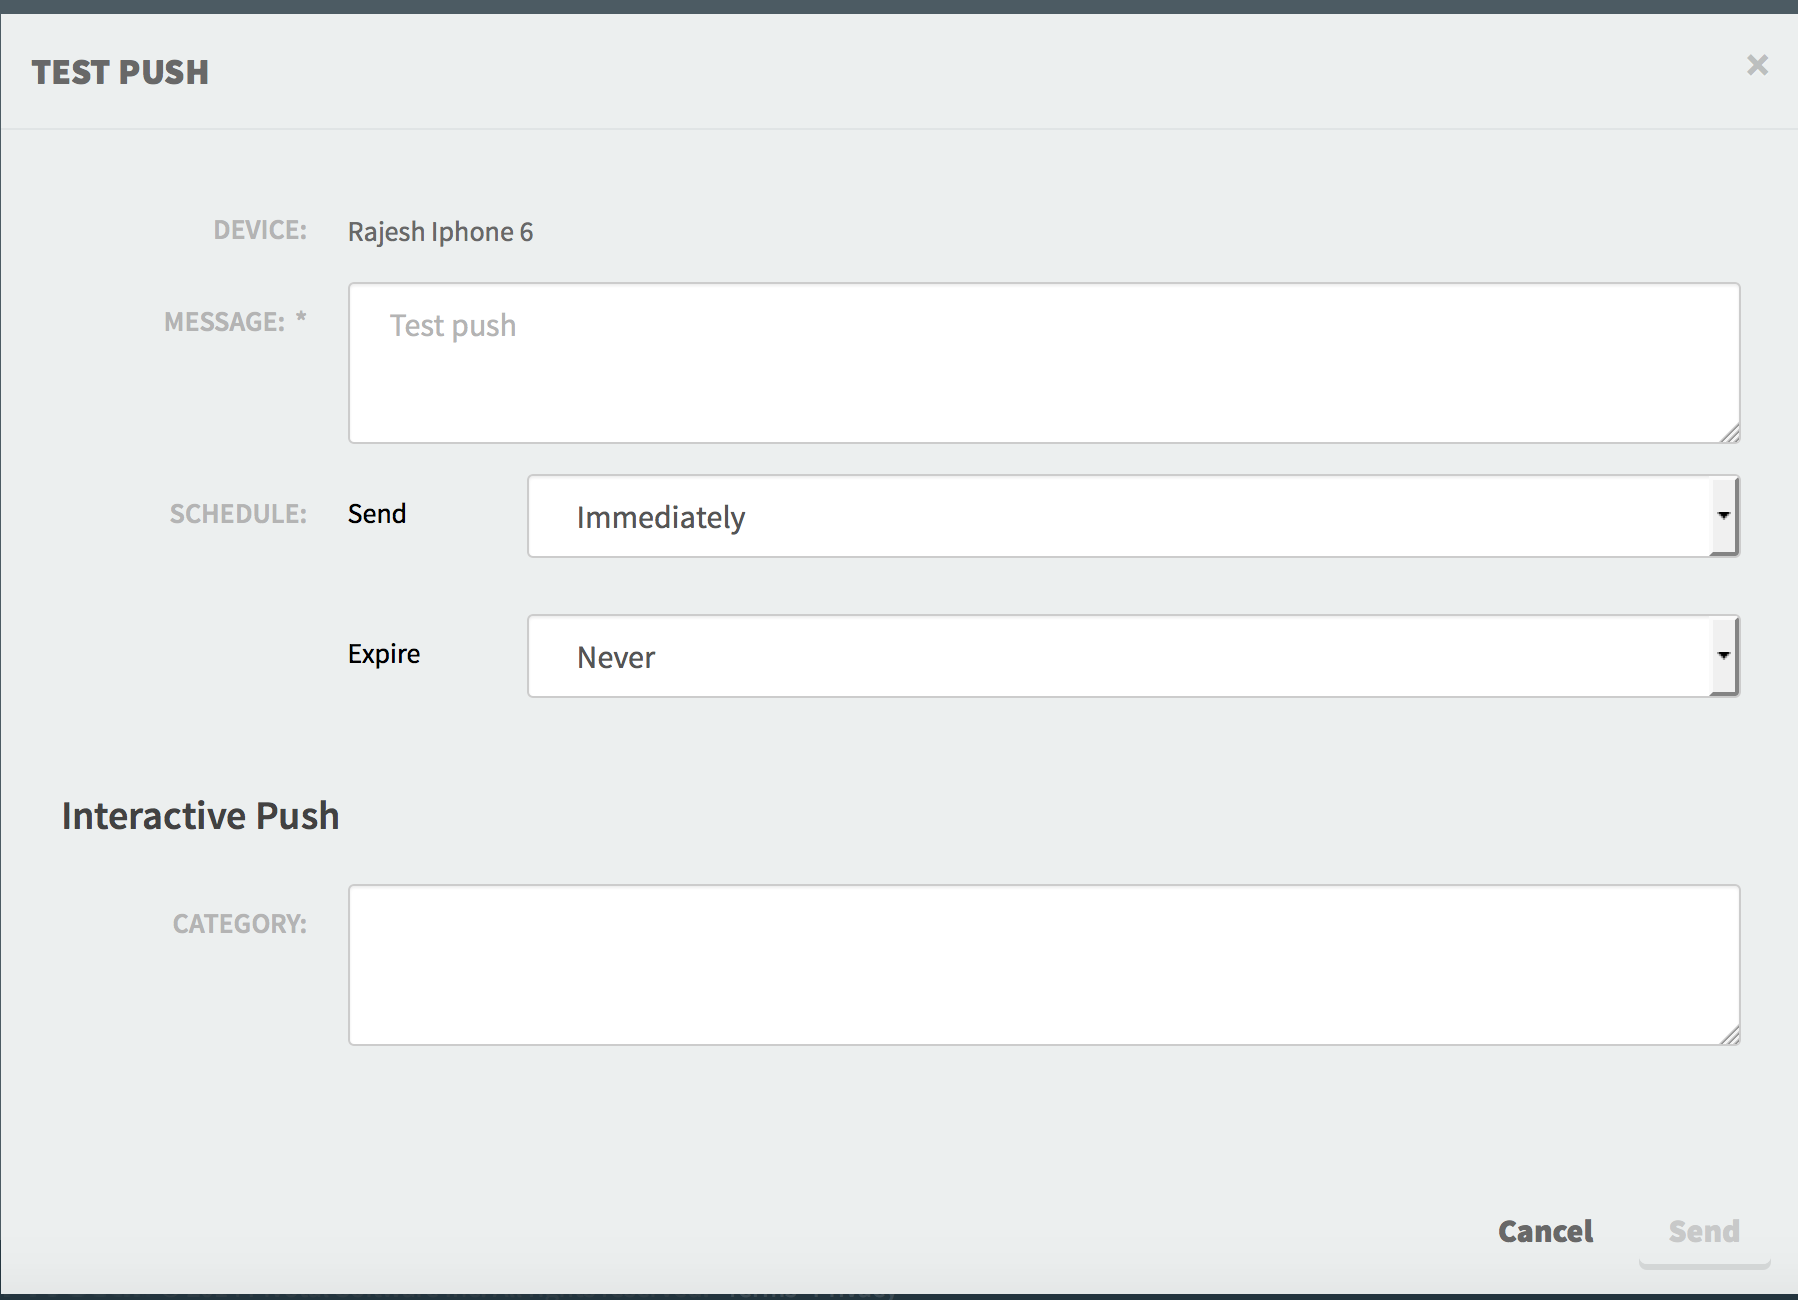 TEST PUSH
×
DEVICE: Rajesh Iphone 6
MESSAGE: * Test push
SCHEDULE: Send Immediately
Expire Never
Interactive Push
CATEGORY:
Cancel Send